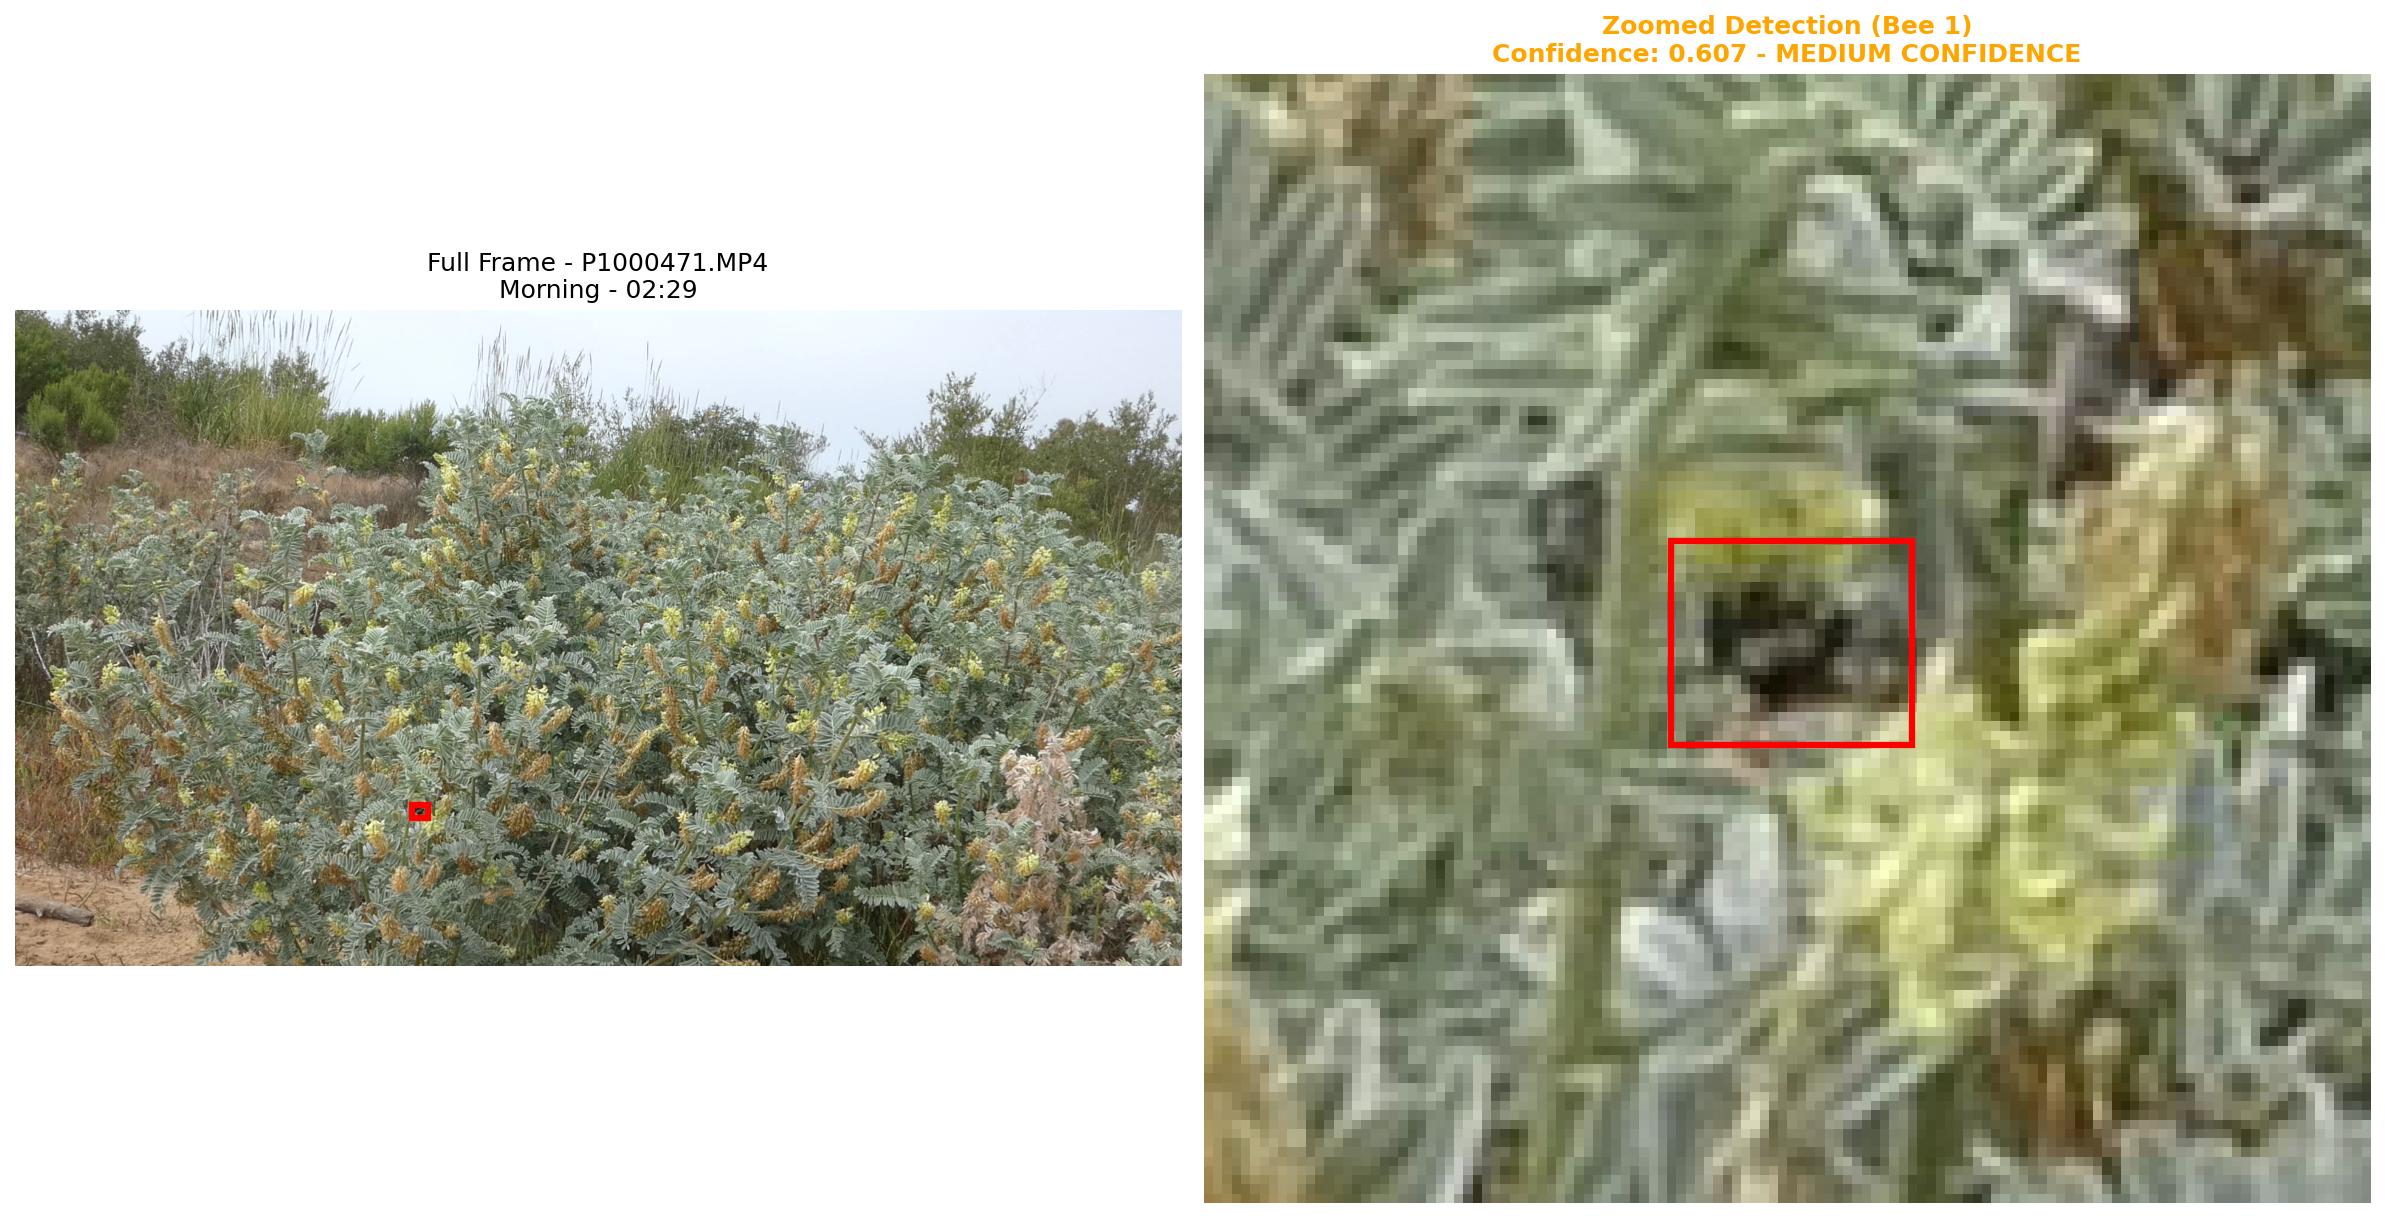 Full Frame - P1000471.MP4
Morning - 02:29
Zoomed Detection (Bee 1)
Confidence: 0.607 - MEDIUM CONFIDENCE